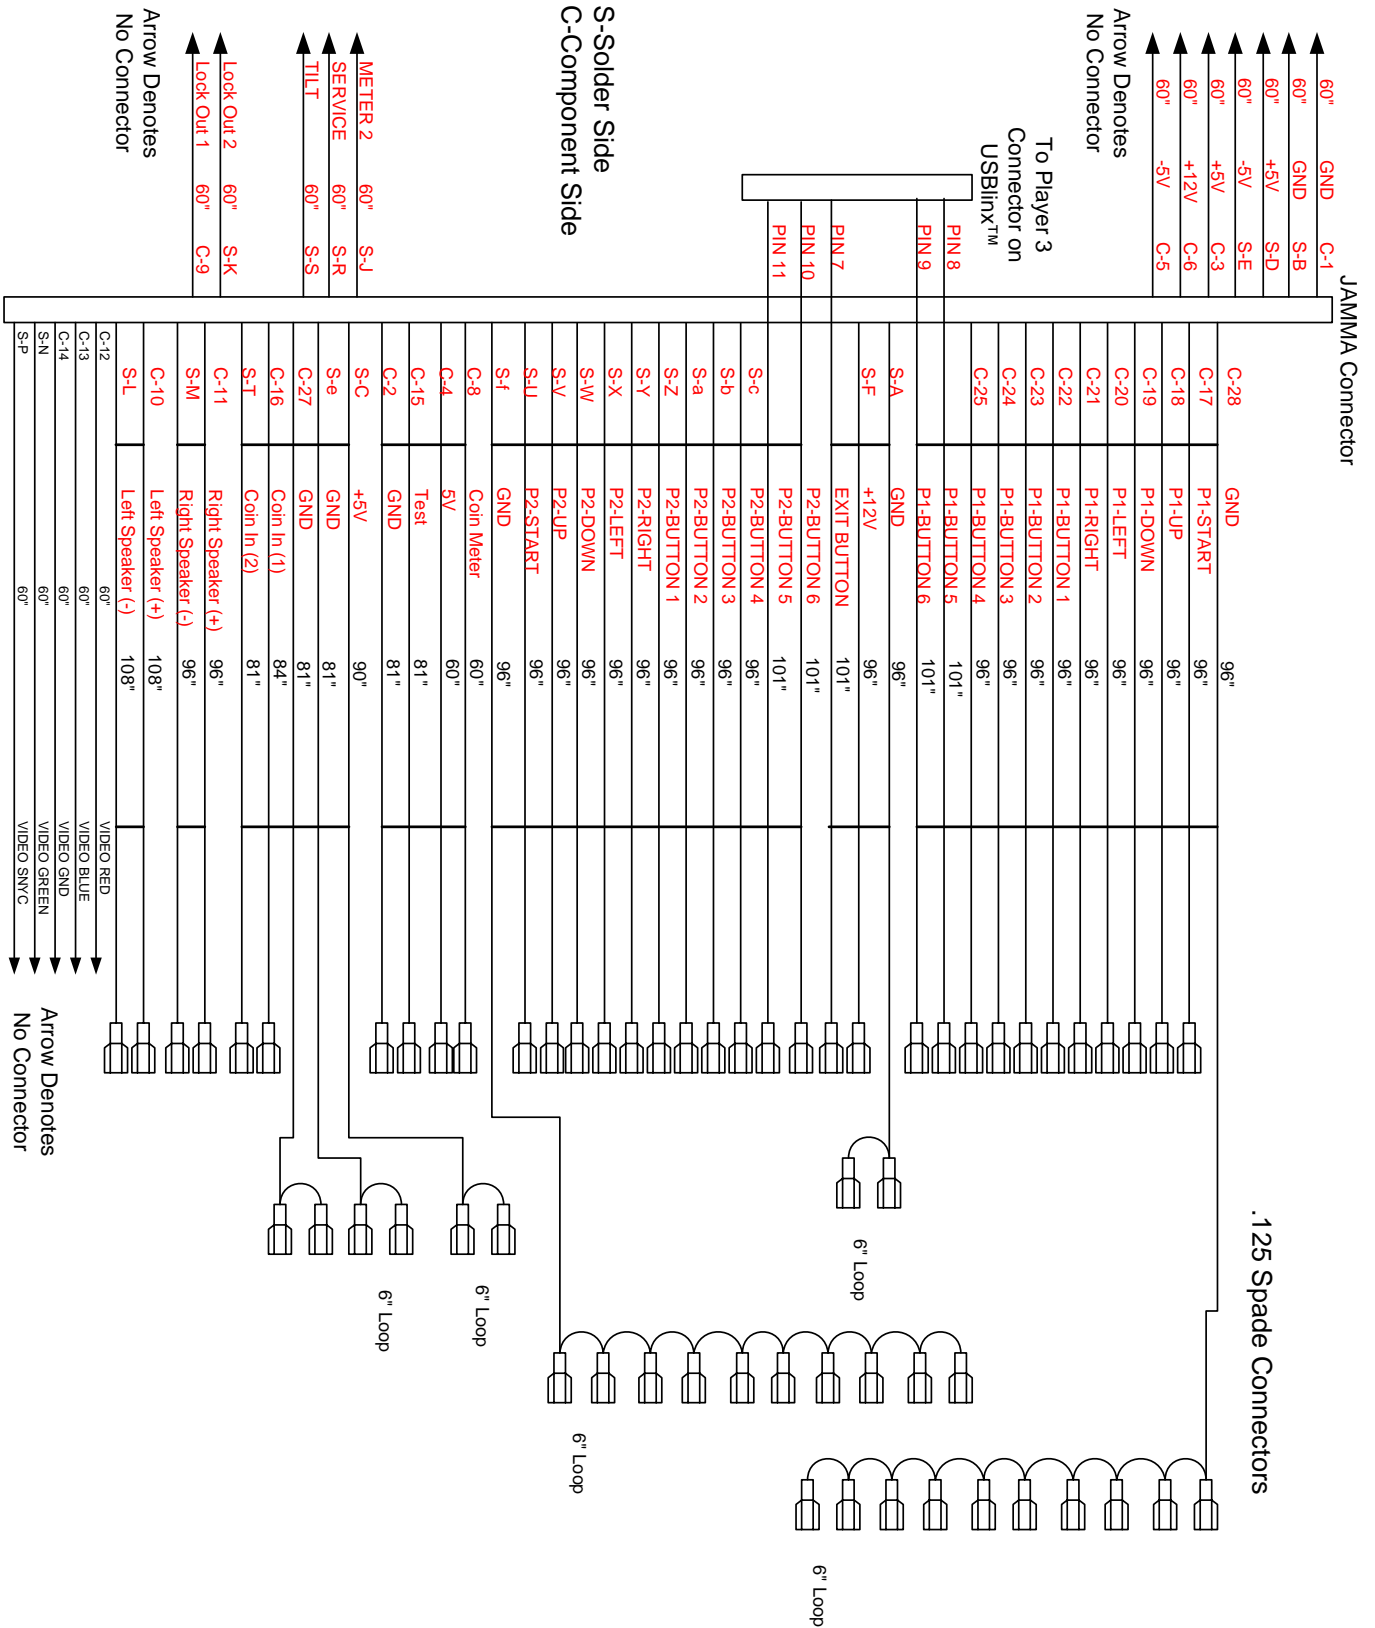 JAMMA Connector
60" GND C-1
60" GND S-B
60" +5V S-D
60" -5V S-E
60" +5V C-3
60" +12V C-6
60" -5V C-5
Arrow Denotes
No Connector
To Player 3
Connector on
USBlinx™
PIN 8
PIN 9
PIN 7
PIN 10
PIN 11
S-Solder Side
C-Component Side
METER 2 60" S-J
SERVICE 60" S-R
TILT 60" S-S
Lock Out 2 60" S-K
Lock Out 1 60" C-9
Arrow Denotes
No Connector
.125 Spade Connectors
C-28 GND 96"
C-17 P1-START 96"
C-18 P1-UP 96"
C-19 P1-DOWN 96"
C-20 P1-LEFT 96"
C-21 P1-RIGHT 96"
C-22 P1-BUTTON 1 96"
C-23 P1-BUTTON 2 96"
C-24 P1-BUTTON 3 96"
C-25 P1-BUTTON 4 96"
P1-BUTTON 5 101"
P1-BUTTON 6 101"
S-A GND 96"
S-F +12V 96"
EXIT BUTTON 101"
P2-BUTTON 6 101"
P2-BUTTON 5 101"
S-c P2-BUTTON 4 96"
S-b P2-BUTTON 3 96"
S-a P2-BUTTON 2 96"
S-Z P2-BUTTON 1 96"
S-Y P2-RIGHT 96"
S-X P2-LEFT 96"
S-W P2-DOWN 96"
S-V P2-UP 96"
S-U P2-START 96"
S-f GND 96"
C-8 Coin Meter 60"
C-4 5V 60"
C-15 Test 81"
C-2 GND 81"
S-C +5V 90"
S-e GND 81"
C-27 GND 81"
C-16 Coin In (1) 84"
S-T Coin In (2) 81"
C-11 Right Speaker (+) 96"
S-M Right Speaker (-) 96"
C-10 Left Speaker (+) 108"
S-L Left Speaker (-) 108"
C-12 60" VIDEO RED
C-13 60" VIDEO BLUE
C-14 60" VIDEO GND
S-N 60" VIDEO GREEN
S-P 60" VIDEO SNYC
6" Loop
6" Loop
6" Loop
6" Loop
6" Loop
Arrow Denotes
No Connector